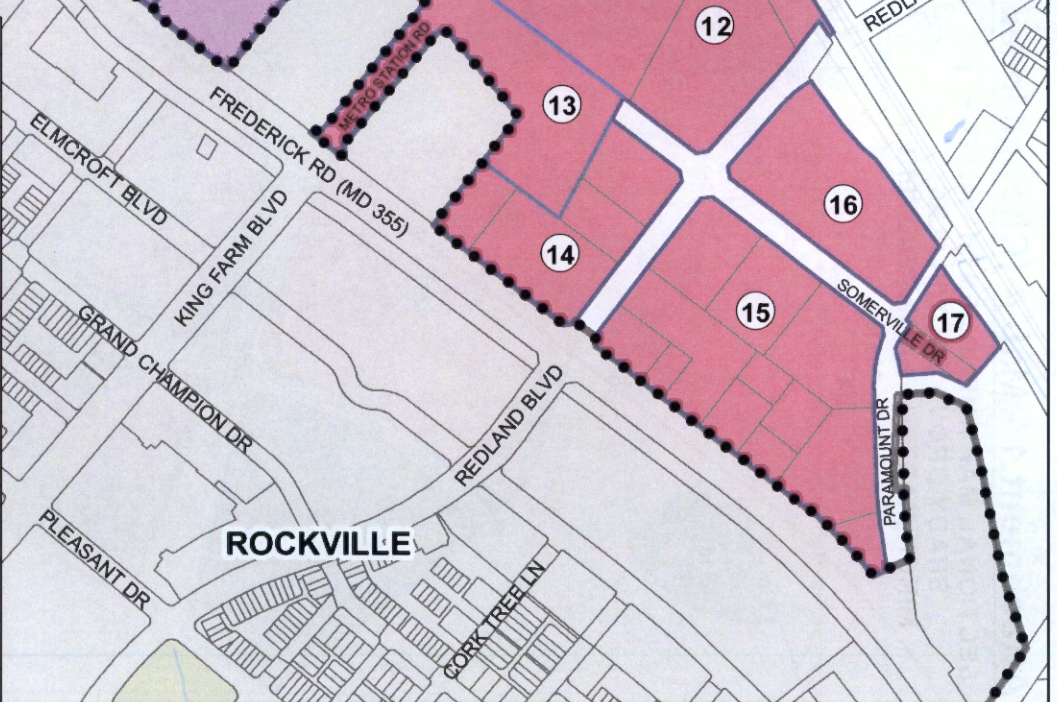 12
REDL
METRO STATION RD
13
FREDERICK RD (MD 355)
ELMCROFT BLVD
KING FARM BLVD
16
14
15
SOMERVILLE DR
17
GRAND CHAMPION DR
REDLAND BLVD
PARAMOUNT DR
ROCKVILLE
PLEASANT DR
CORK TREE LN